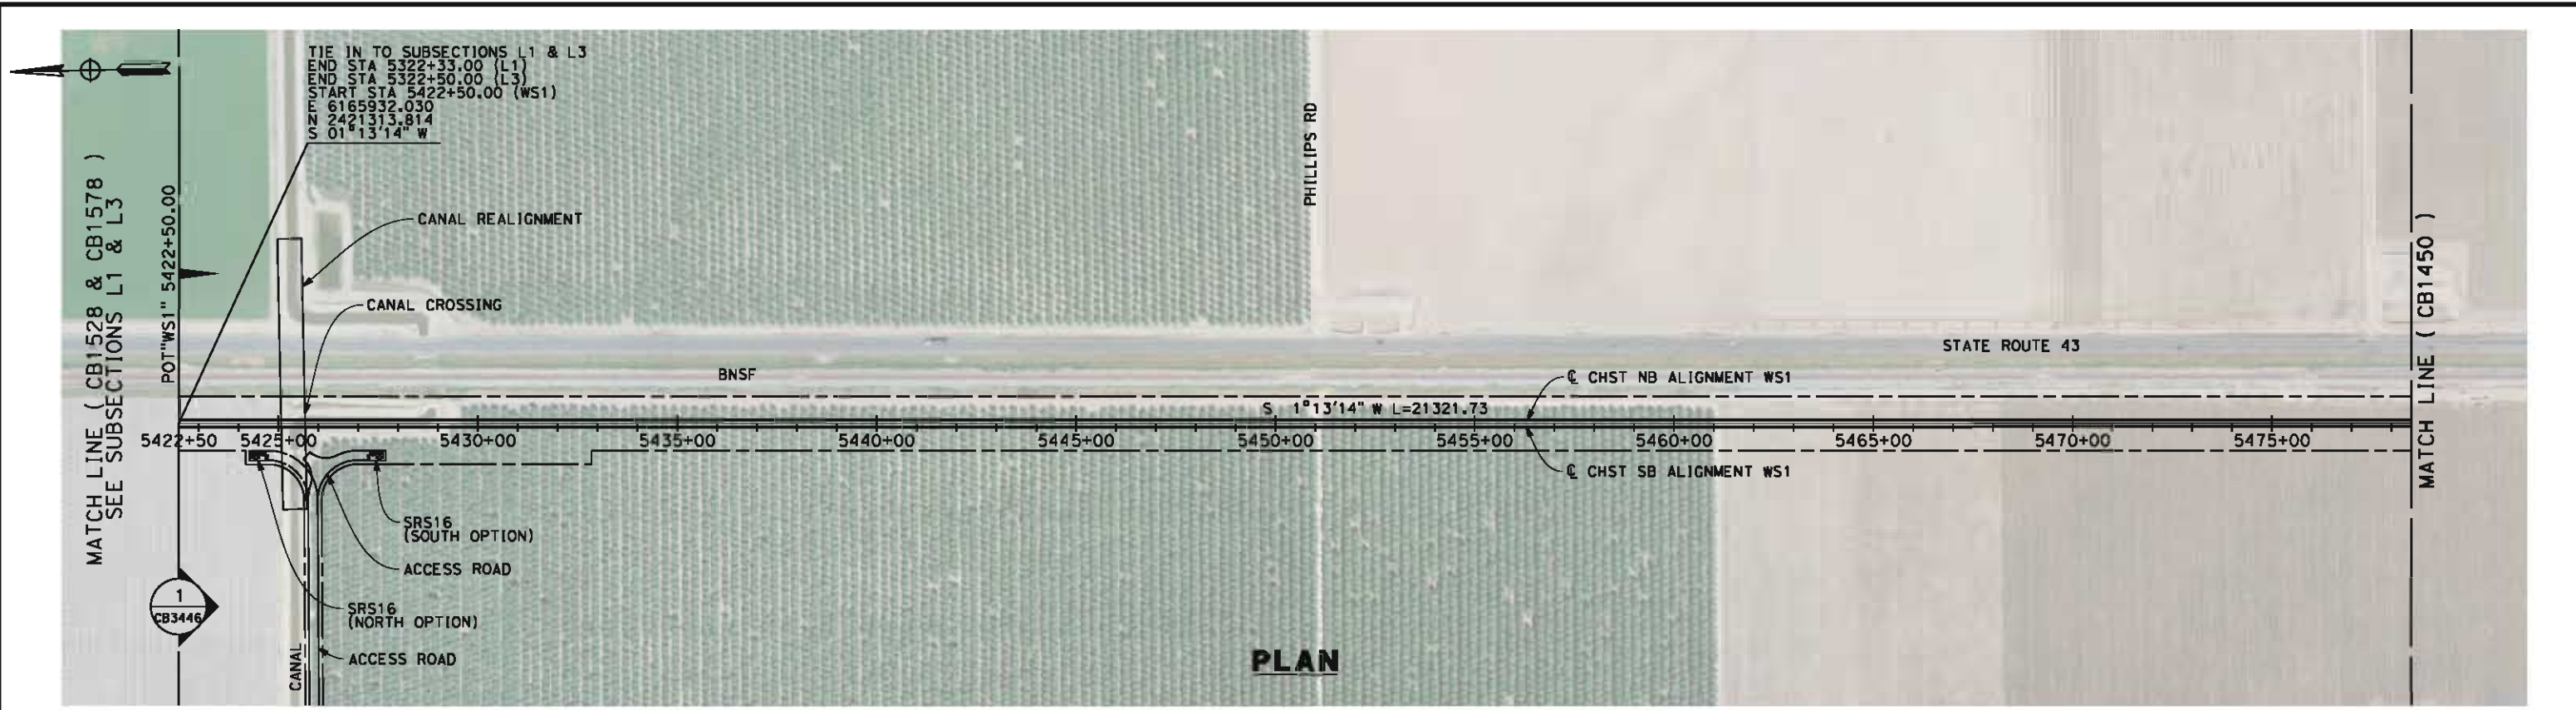 TIE IN TO SUBSECTIONS L1 & L3
END STA 5322+33.00 (L1)
END STA 5322+50.00 (L3)
START STA 5422+50.00 (WS1)
E 6165932.030
N 2421313.814
S 01°13'14" W
MATCH LINE ( CB1528 & CB1578 )
SEE SUBSECTIONS L1 & L3
POT"WS1" 5422+50.00
CANAL REALIGNMENT
CANAL CROSSING
PHILLIPS RD
STATE ROUTE 43
BNSF
℄ CHST NB ALIGNMENT WS1
S 1°13'14" W L=21321.73
5422+50 5425+00 5430+00 5435+00 5440+00 5445+00 5450+00 5455+00 5460+00 5465+00 5470+00 5475+00
℄ CHST SB ALIGNMENT WS1
MATCH LINE ( CB1450 )
SRS16
(SOUTH OPTION)
ACCESS ROAD
SRS16
(NORTH OPTION)
ACCESS ROAD
CANAL
1
CB3446
PLAN